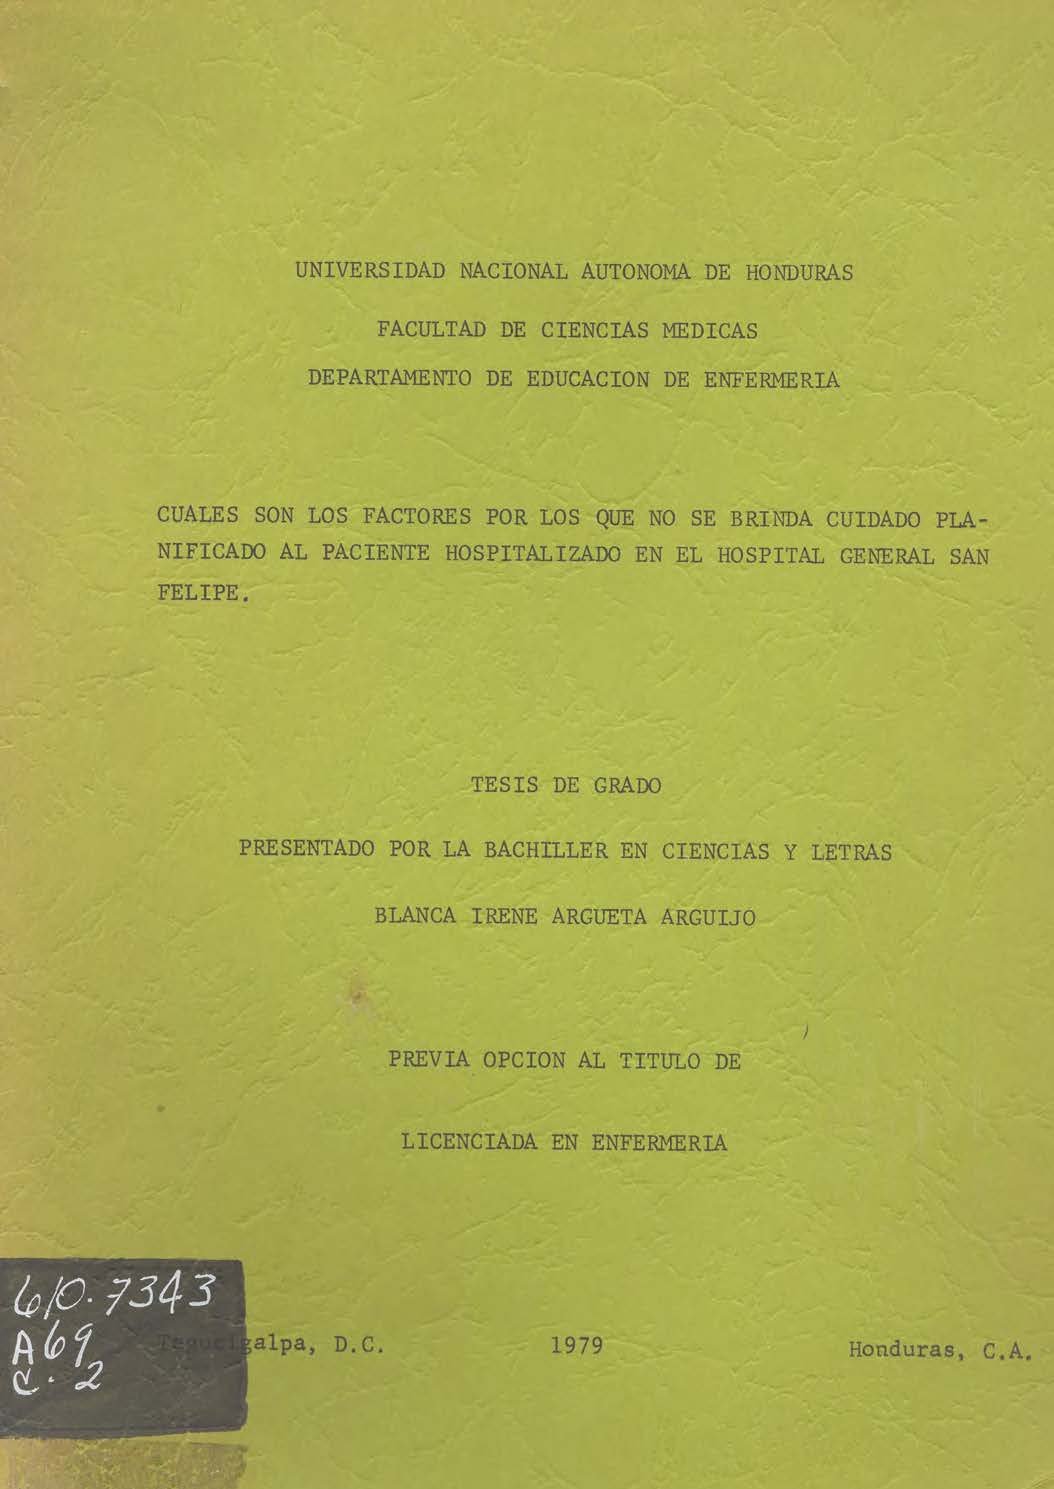 UNIVERSIDAD NACIONAL AUTONOMA DE HONDURAS
FACULTAD DE CIENCIAS MEDICAS
DEPARTAMENTO DE EDUCACION DE ENFERMERIA
CUALES SON LOS FACTORES POR LOS QUE NO SE BRINDA CUIDADO PLA-
NIFICADO AL PACIENTE HOSPITALIZADO EN EL HOSPITAL GENERAL SAN
FELIPE.
TESIS DE GRADO
PRESENTADO POR LA BACHILLER EN CIENCIAS Y LETRAS
BLANCA IRENE ARGUETA ARGUIJO
PREVIA OPCION AL TITULO DE
LICENCIADA EN ENFERMERIA
610.7343
A69
c. 2
Tegucigalpa, D.C. 1979 Honduras, C.A.